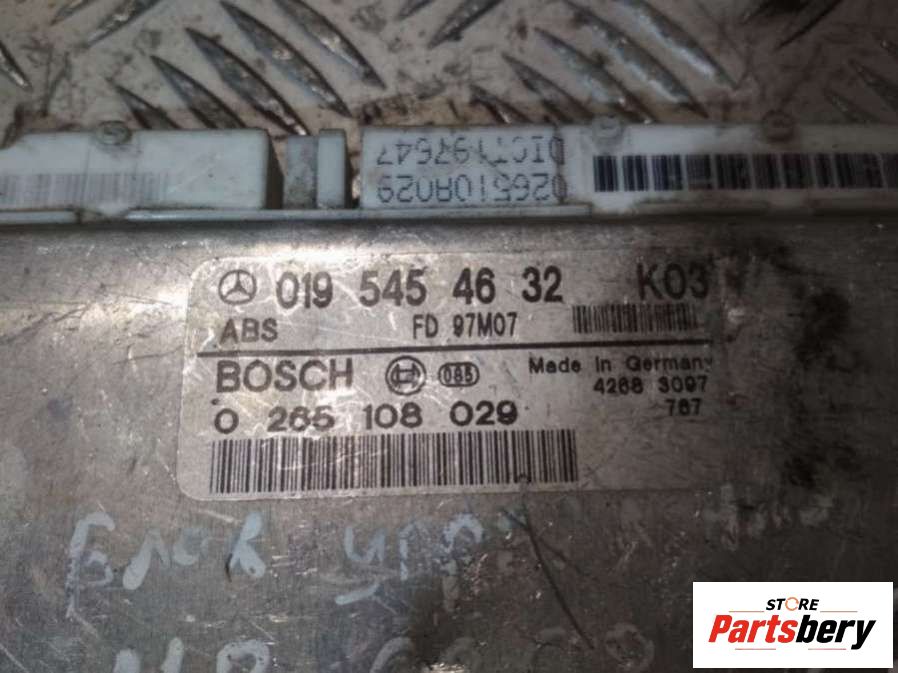 DICT197647
0265108029
019 545 46 32 K03
ABS FD 97M07
BOSCH 085 Made in Germany
4268 3097
0 265 108 029 767
Блок упр
STORE
Partsbery